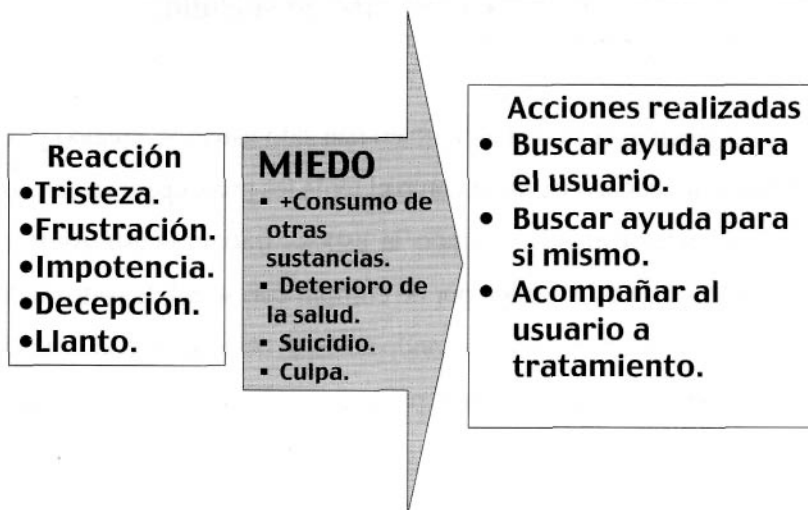 Reacción
•Tristeza.
•Frustración.
•Impotencia.
•Decepción.
•Llanto.
MIEDO
▪ +Consumo de
otras
sustancias.
▪ Deterioro de
la salud.
▪ Suicidio.
▪ Culpa.
Acciones realizadas
• Buscar ayuda para
el usuario.
• Buscar ayuda para
si mismo.
• Acompañar al
usuario a
tratamiento.